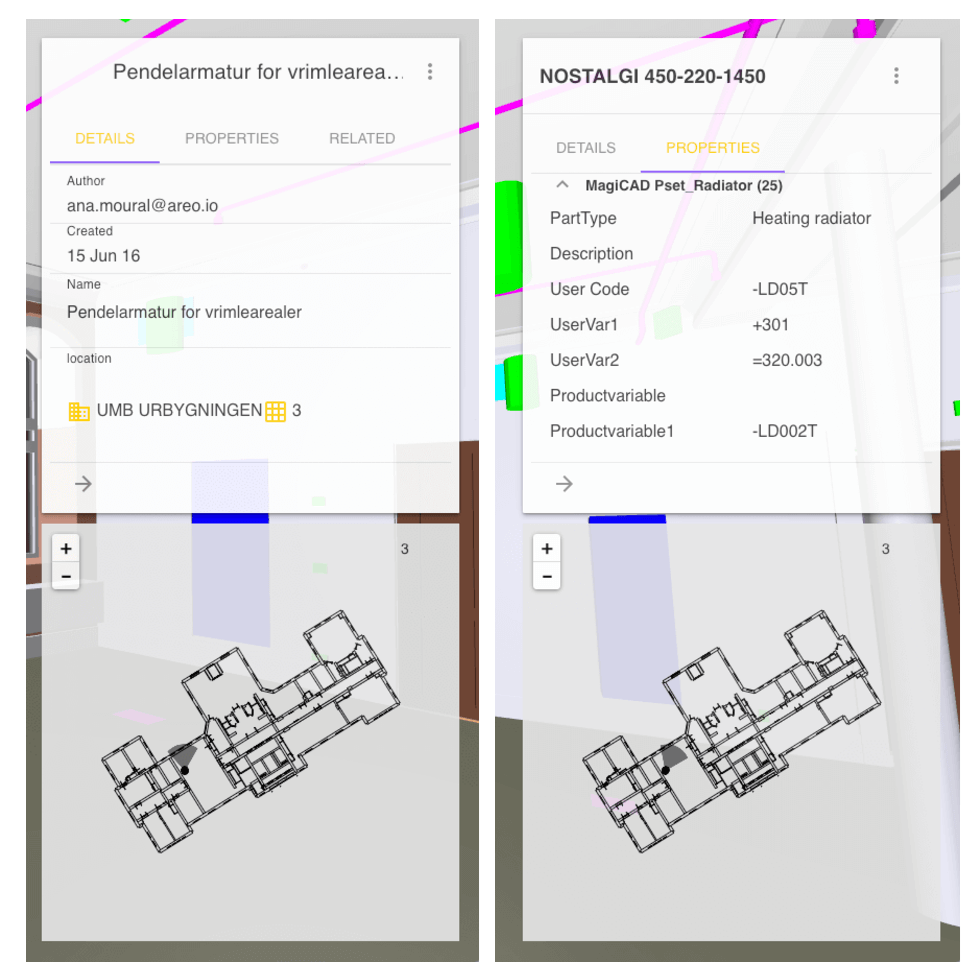 Pendelarmatur for vrimlearea...
DETAILS PROPERTIES RELATED
Author
ana.moural@areo.io
Created
15 Jun 16
Name
Pendelarmatur for vrimlearealer
location
UMB URBYGNINGEN 3
+
−
3
NOSTALGI 450-220-1450
DETAILS PROPERTIES
MagiCAD Pset_Radiator (25)
PartType Heating radiator
Description
User Code -LD05T
UserVar1 +301
UserVar2 =320.003
Productvariable
Productvariable1 -LD002T
+
−
3